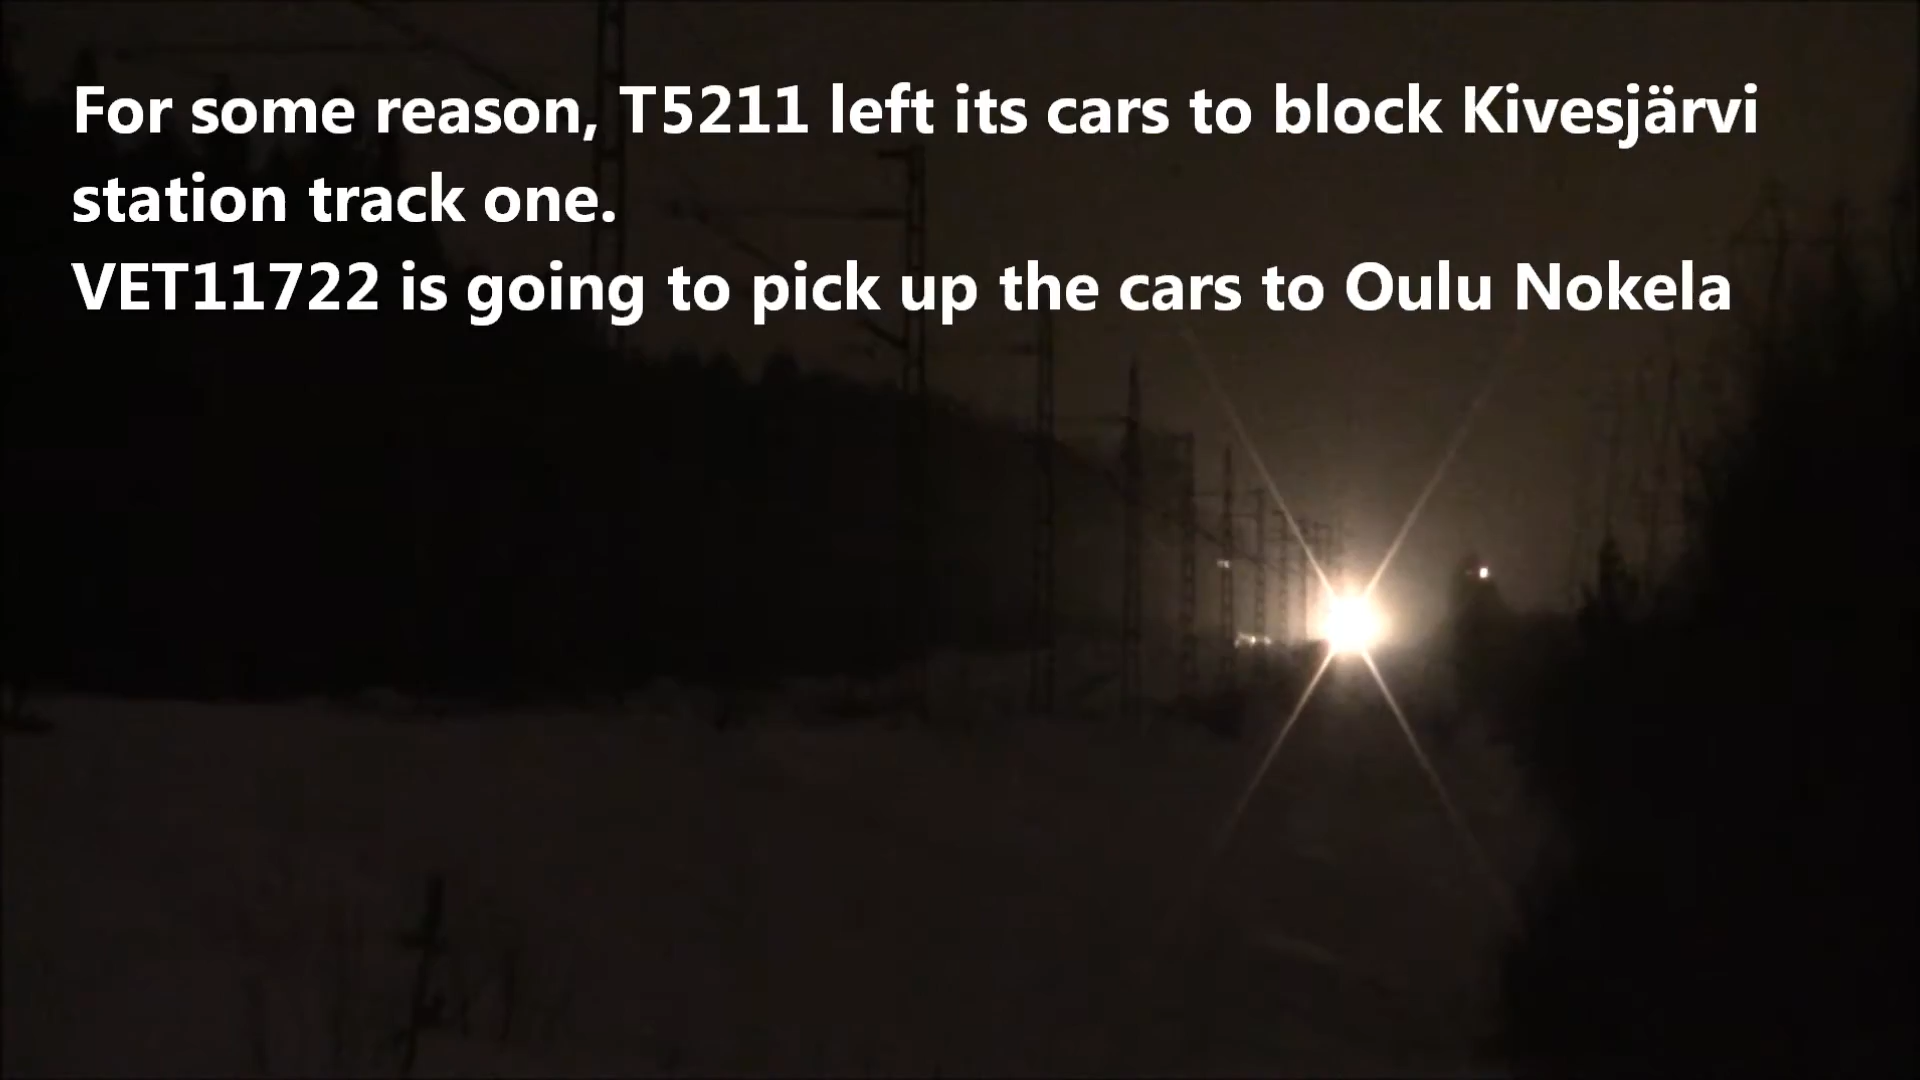 For some reason, T5211 left its cars to block Kivesjärvi
station track one.
VET11722 is going to pick up the cars to Oulu Nokela